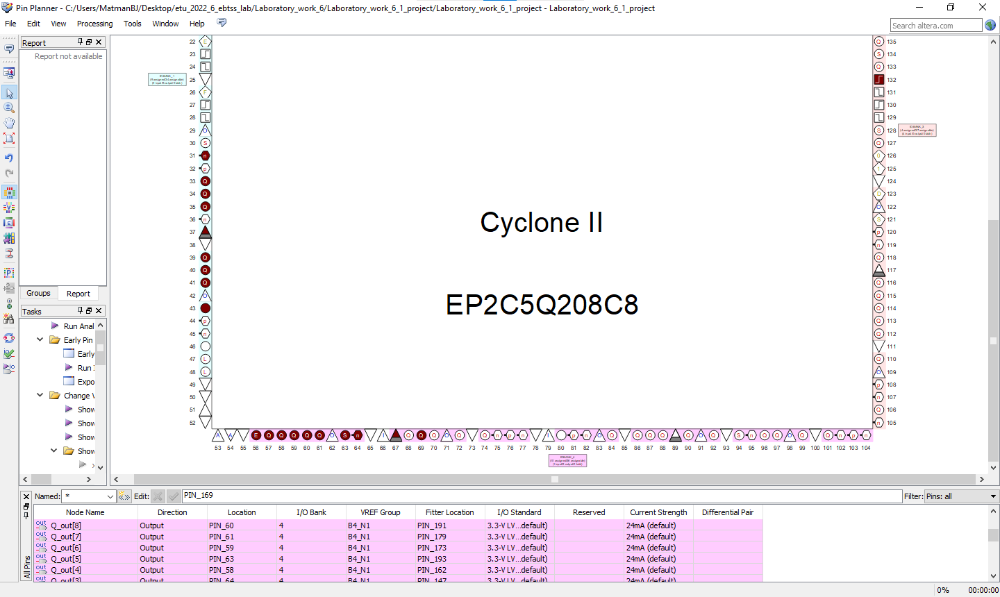 Pin Planner - C:/Users/MatmanBJ/Desktop/etu_2022_6_ebtss_lab/Laboratory_work_6/Laboratory_work_6_1_project/Laboratory_work_6_1_project - Laboratory_work_6_1_project
File Edit View Processing Tools Window Help
Search altera.com
Report
Report not available
Groups Report
Tasks
Run Anal
Early Pin
Early
Run I
Expo
Change V
Show
Show
Show
Show
22
23
24
25
26
27
28
29
30
31
32
33
34
35
36
37
38
39
40
41
42
43
44
45
46
47
48
49
50
51
52
Cyclone II
EP2C5Q208C8
135
134
133
132
131
130
129
128
127
126
125
124
123
122
121
120
119
118
117
116
115
114
113
112
111
110
109
108
107
106
105
53 54 55 56 57 58 59 60 61 62 63 64 65 66 67 68 69 70 71 72 73 74 75 76 77 78 79 80 81 82 83 84 85 86 87 88 89 90 91 92 93 94 95 96 97 98 99 100 101 102 103 104
Named: * Edit: PIN_169 Filter: Pins: all
Node Name Direction Location I/O Bank VREF Group Fitter Location I/O Standard Reserved Current Strength Differential Pair
out Q_out[8] Output PIN_60 4 B4_N1 PIN_191 3.3-V LV...default) 24mA (default)
out Q_out[7] Output PIN_61 4 B4_N1 PIN_179 3.3-V LV...default) 24mA (default)
out Q_out[6] Output PIN_59 4 B4_N1 PIN_173 3.3-V LV...default) 24mA (default)
out Q_out[5] Output PIN_63 4 B4_N1 PIN_193 3.3-V LV...default) 24mA (default)
out Q_out[4] Output PIN_58 4 B4_N1 PIN_162 3.3-V LV...default) 24mA (default)
out Q_out[3] Output PIN_64 4 B4_N1 PIN_147 3.3-V LV...default) 24mA (default)
All Pins
0% 00:00:00